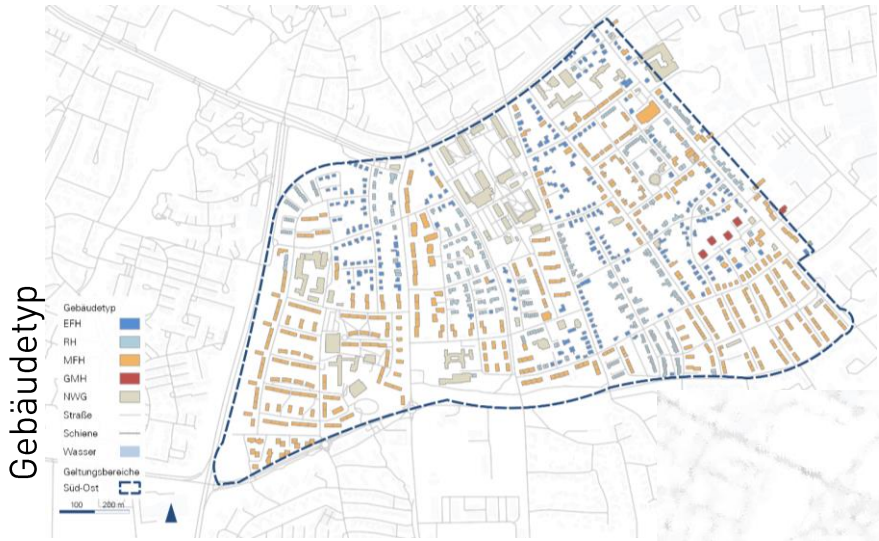 Gebäudetyp
Gebäudetyp
EFH
RH
MFH
GMH
NWG
Straße
Schiene
Wasser
Geltungsbereiche
Süd-Ost
100 200 m